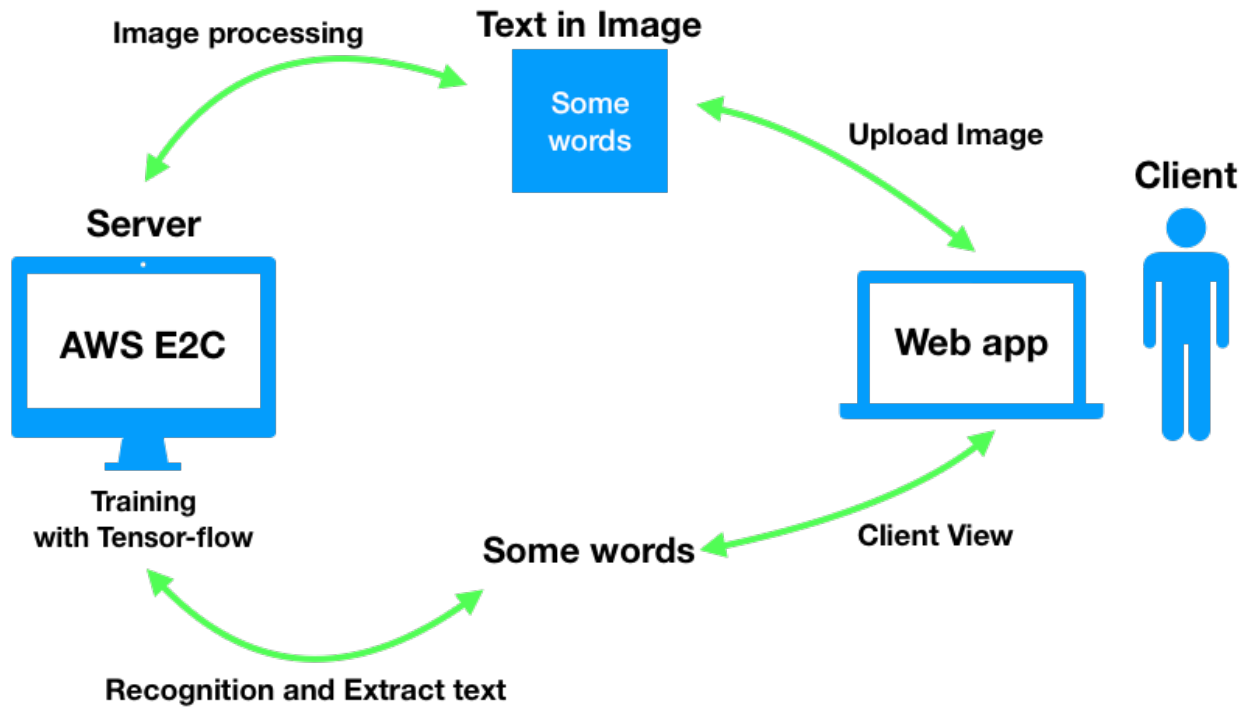 Image processing
Text in Image
Some
words
Upload Image
Client
Server
AWS E2C
Web app
Training
with Tensor-flow
Some words
Client View
Recognition and Extract text